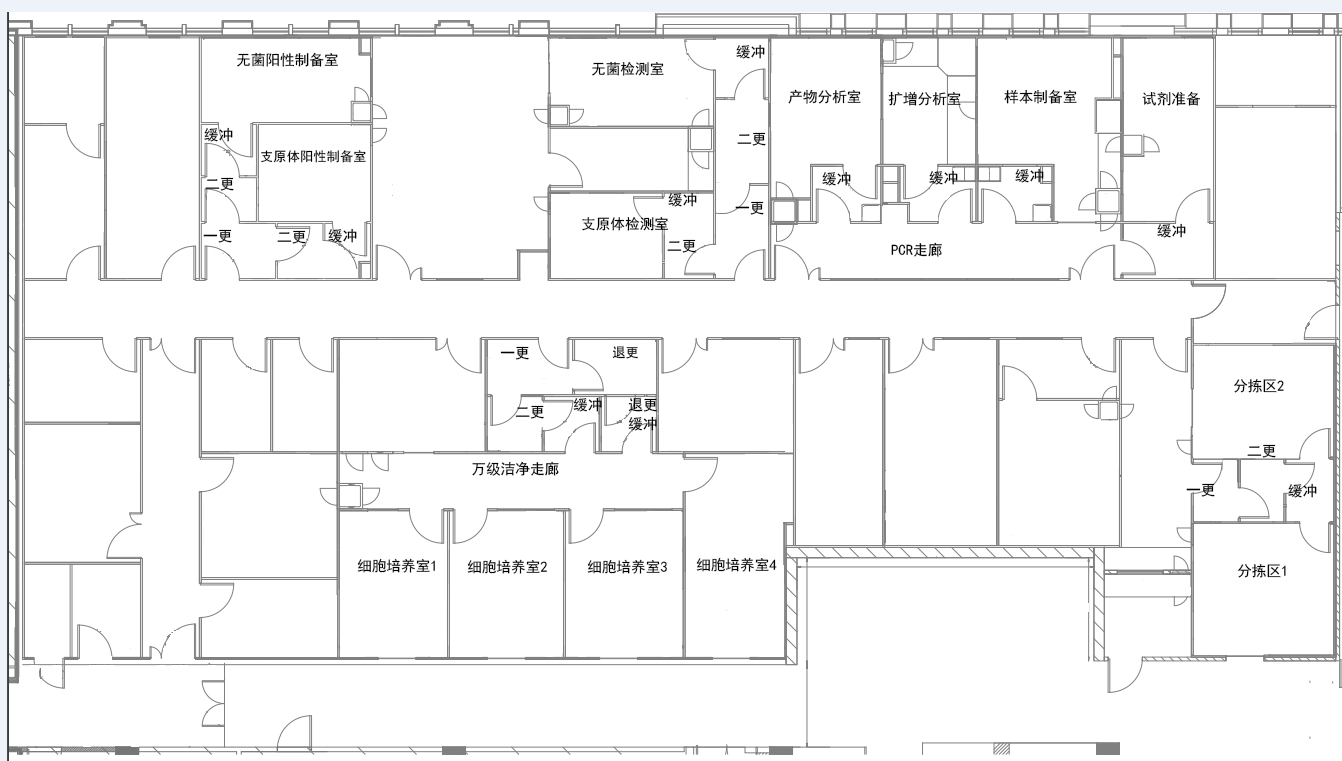 无菌阳性制备室
缓冲
支原体阳性制备室
二更
一更
二更
缓冲
无菌检测室
缓冲
二更
缓冲
一更
支原体检测室
二更
产物分析室
扩增分析室
样本制备室
试剂准备
缓冲
缓冲
缓冲
缓冲
PCR走廊
一更
退更
二更
缓冲
退更
缓冲
万级洁净走廊
细胞培养室1
细胞培养室2
细胞培养室3
细胞培养室4
分拣区2
二更
一更
缓冲
分拣区1